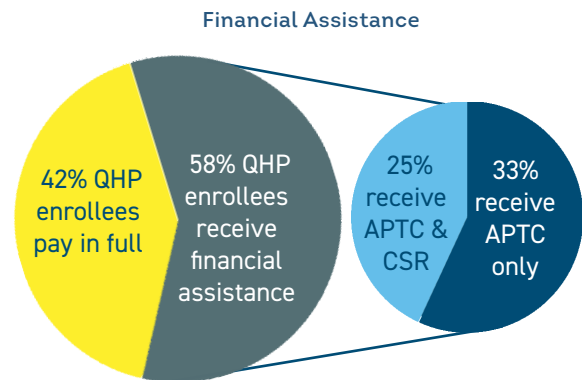 Financial Assistance
42% QHP
enrollees
pay in full
58% QHP
enrollees
receive
financial
assistance
25%
receive
APTC &
CSR
33%
receive
APTC
only